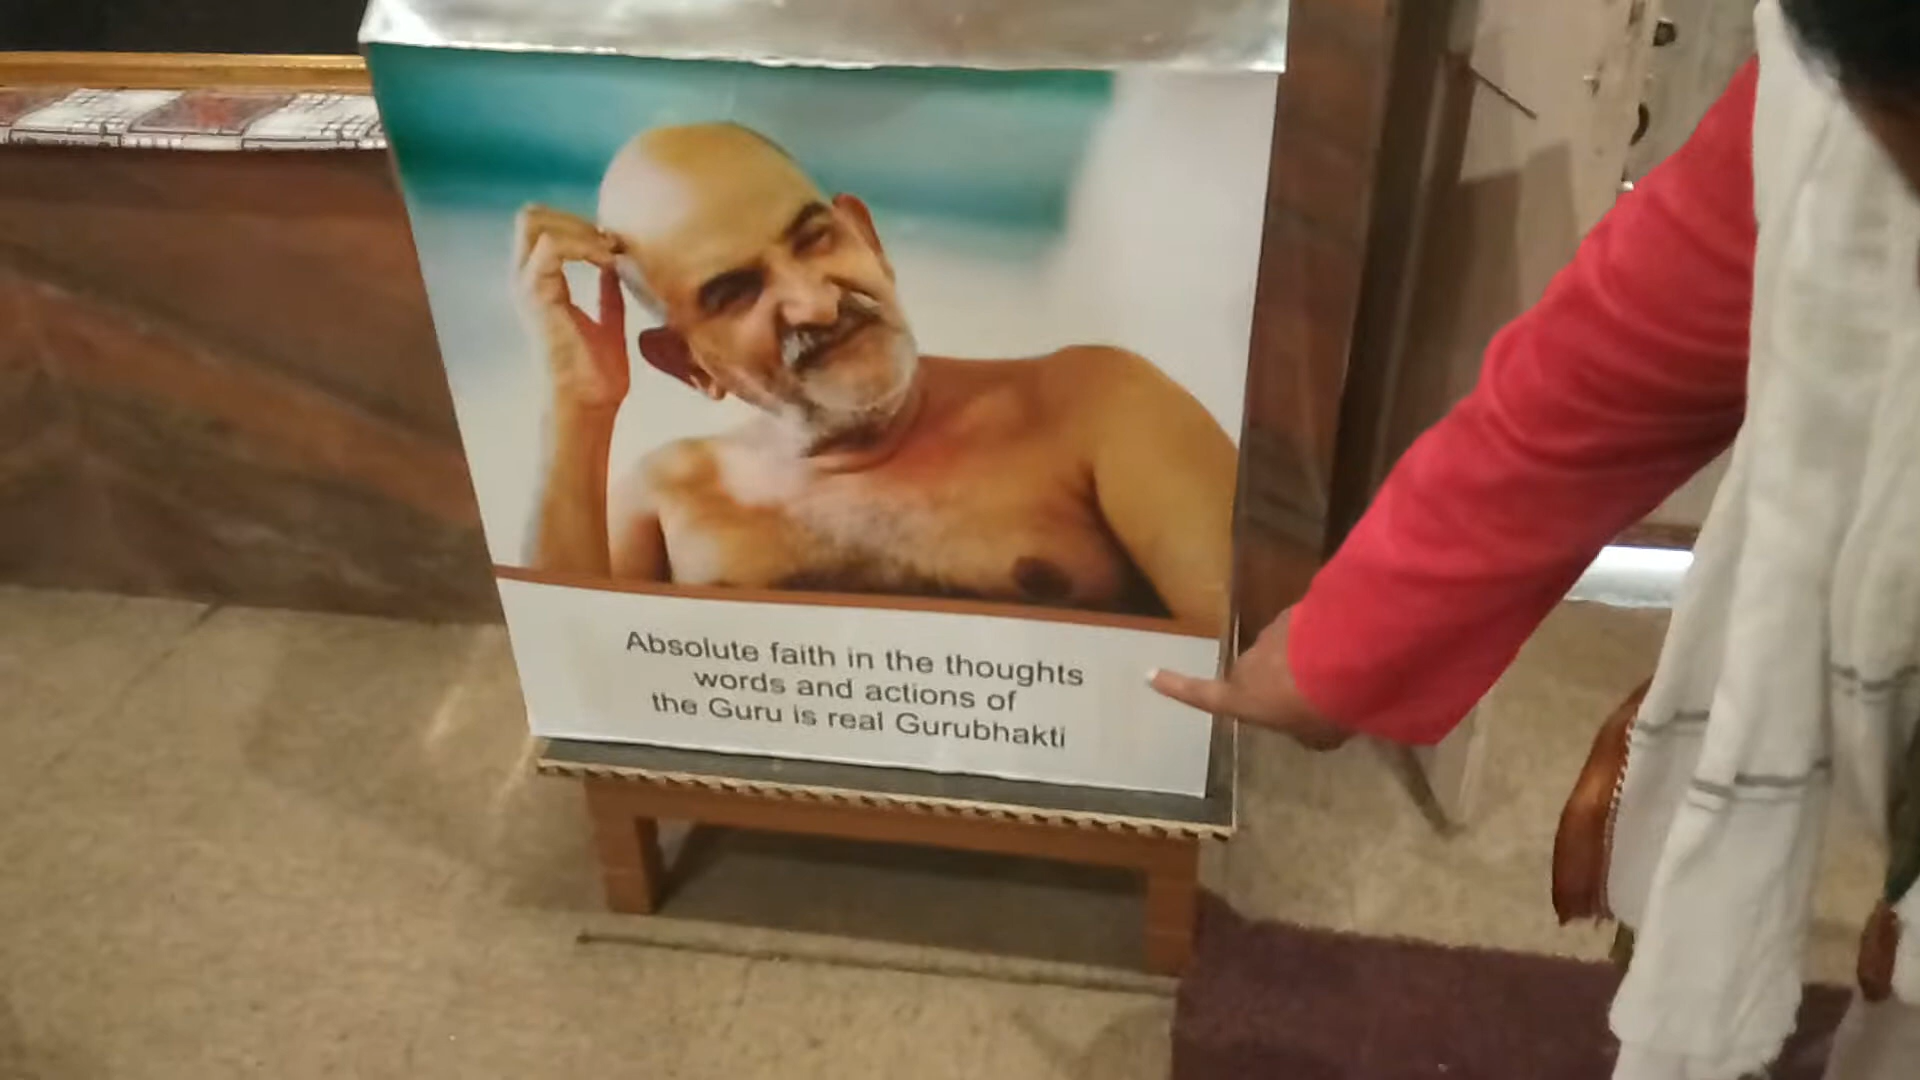 Absolute faith in the thoughts
words and actions of
the Guru is real Gurubhakti